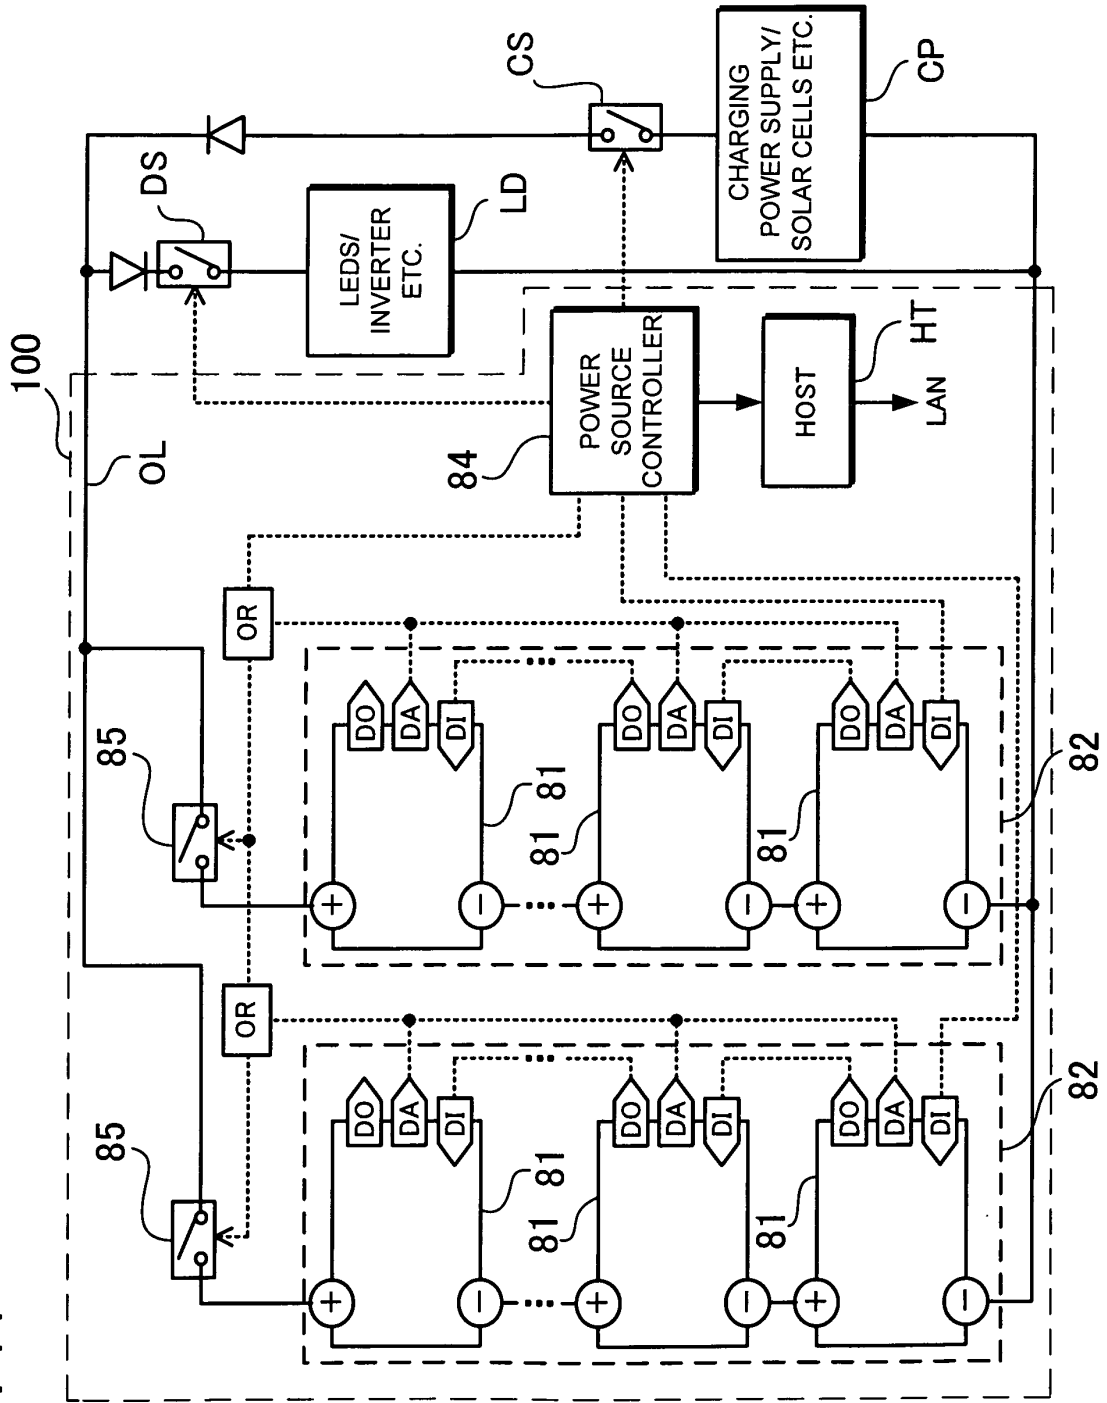 100
OL
DS
CS
LEDS/
INVERTER
ETC.
LD
CHARGING
POWER SUPPLY/
SOLAR CELLS ETC.
CP
84
POWER
SOURCE
CONTROLLER
HOST
HT
LAN
85
85
OR
OR
DO
DA
DI
+
−
81
DO
DA
DI
+
−
81
DO
DA
DI
+
−
81
82
DO
DA
DI
+
−
81
DO
DA
DI
+
−
81
DO
DA
DI
+
−
81
82